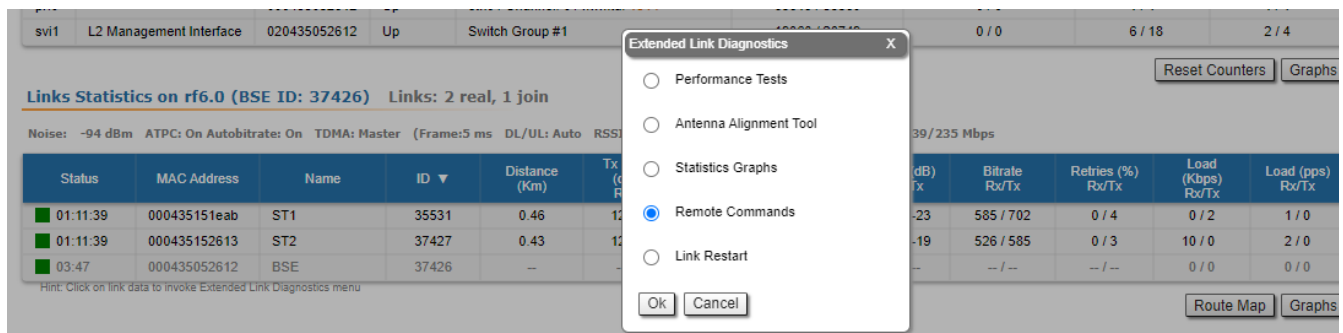 svi1 L2 Management Interface 020435052612 Up Switch Group #1 0 / 0 6 / 18 2 / 4
Extended Link Diagnostics X
Performance Tests
Antenna Alignment Tool
Statistics Graphs
Remote Commands
Link Restart
Ok Cancel
Reset Counters Graphs
Links Statistics on rf6.0 (BSE ID: 37426) Links: 2 real, 1 join
Noise: -94 dBm ATPC: On Autobitrate: On TDMA: Master (Frame:5 ms DL/UL: Auto 39/235 Mbps
Status MAC Address Name ID ▼ Distance (Km) Tx Bitrate Rx/Tx Retries (%) Rx/Tx Load (Kbps) Rx/Tx Load (pps) Rx/Tx
01:11:39 000435151eab ST1 35531 0.46 -23 585 / 702 0 / 4 0 / 2 1 / 0
01:11:39 000435152613 ST2 37427 0.43 -19 526 / 585 0 / 3 10 / 0 2 / 0
03:47 000435052612 BSE 37426 -- -- / -- -- / -- 0 / 0 0 / 0
Hint: Click on link data to invoke Extended Link Diagnostics menu
Route Map Graphs